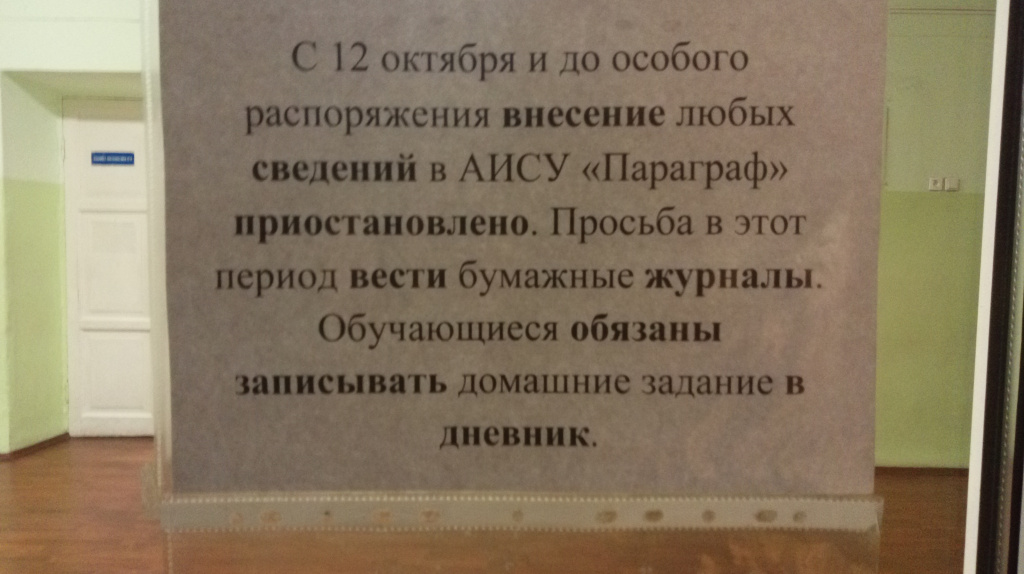 С 12 октября и до особого
распоряжения внесение любых
сведений в АИСУ «Параграф»
приостановлено. Просьба в этот
период вести бумажные журналы.
Обучающиеся обязаны
записывать домашние задание в
дневник.